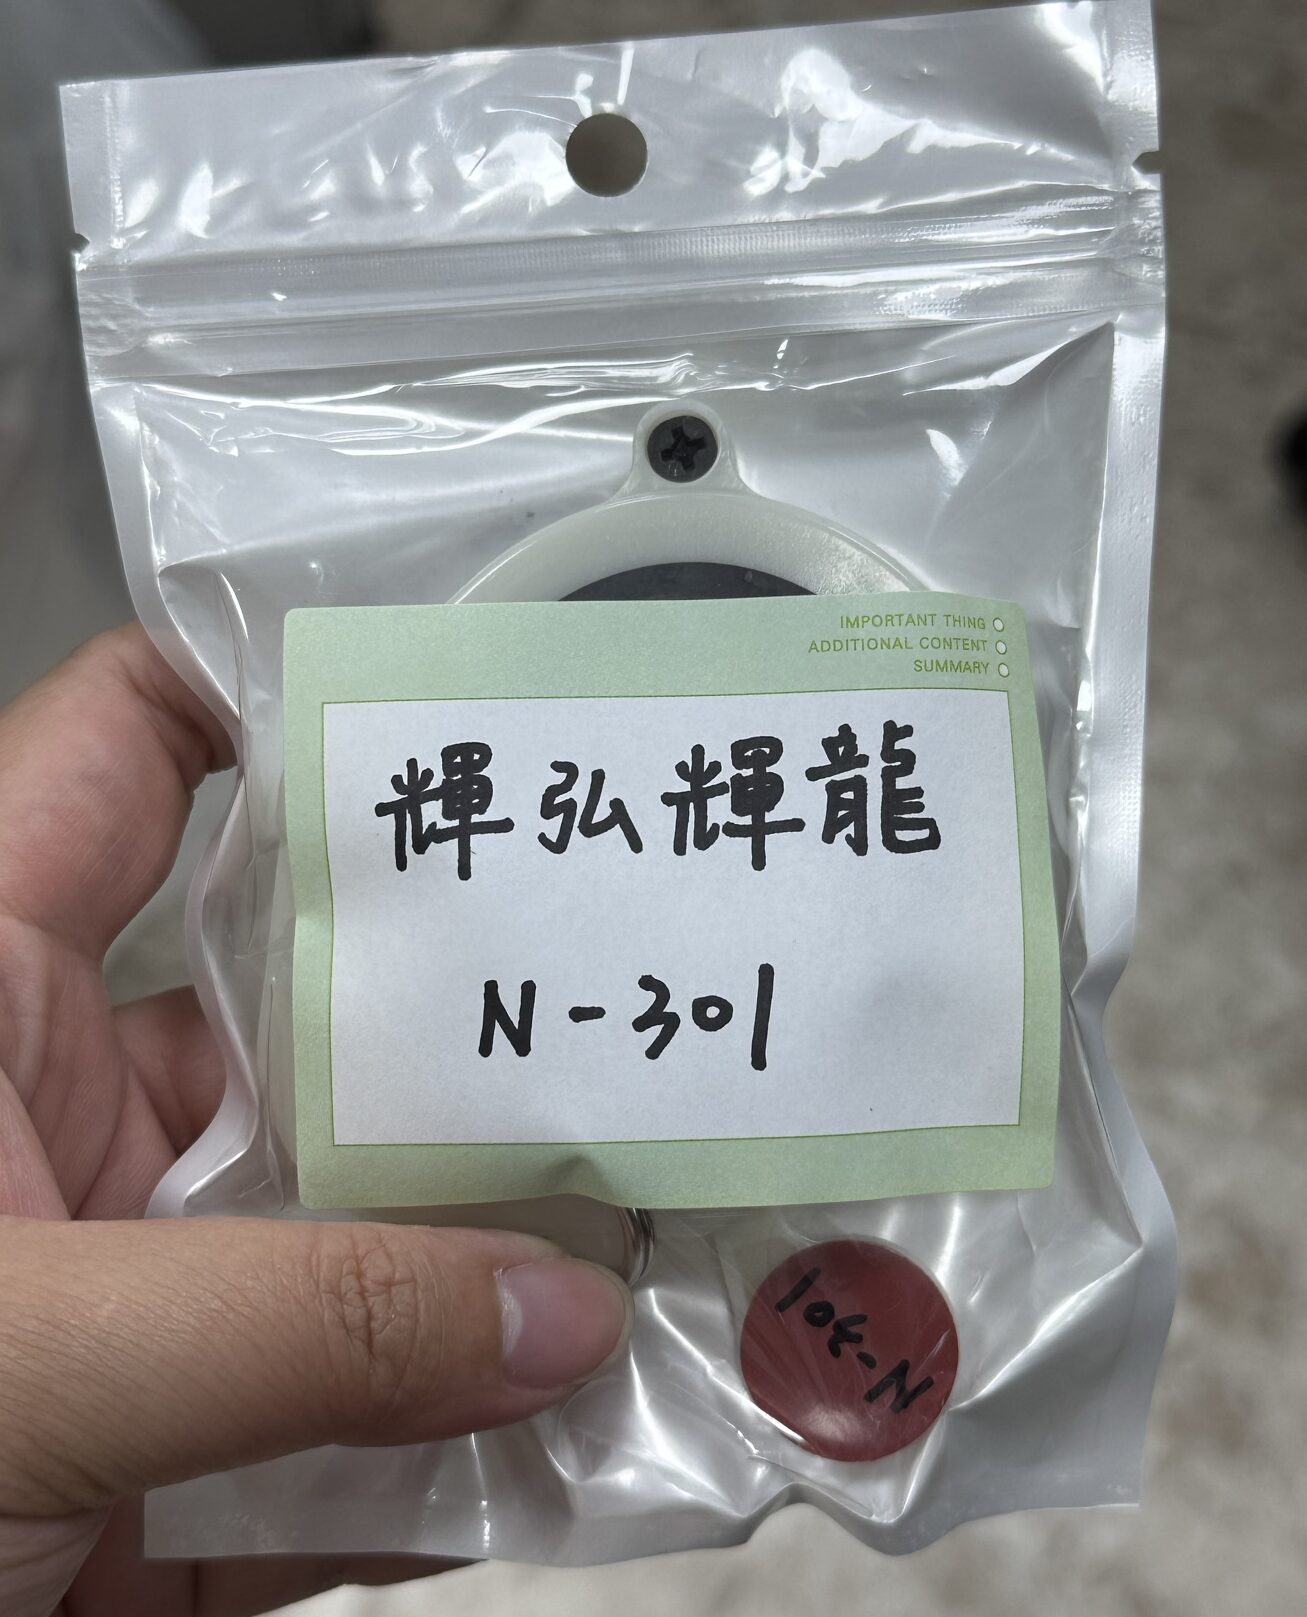 IMPORTANT THING
ADDITIONAL CONTENT
SUMMARY
輝弘輝龍
N-301
N-301